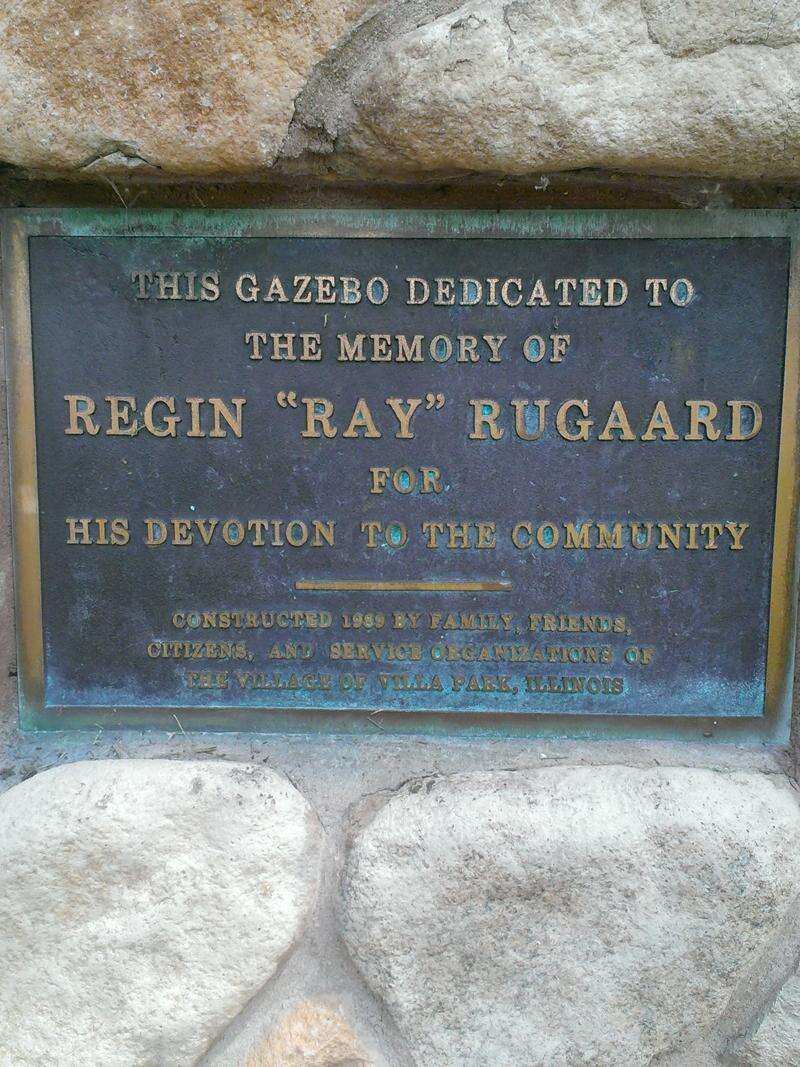 THIS GAZEBO DEDICATED TO
THE MEMORY OF
REGIN “RAY” RUGAARD
FOR
HIS DEVOTION TO THE COMMUNITY
CONSTRUCTED 1989 BY FAMILY, FRIENDS,
CITIZENS, AND SERVICE ORGANIZATIONS OF
THE VILLAGE OF VILLA PARK, ILLINOIS